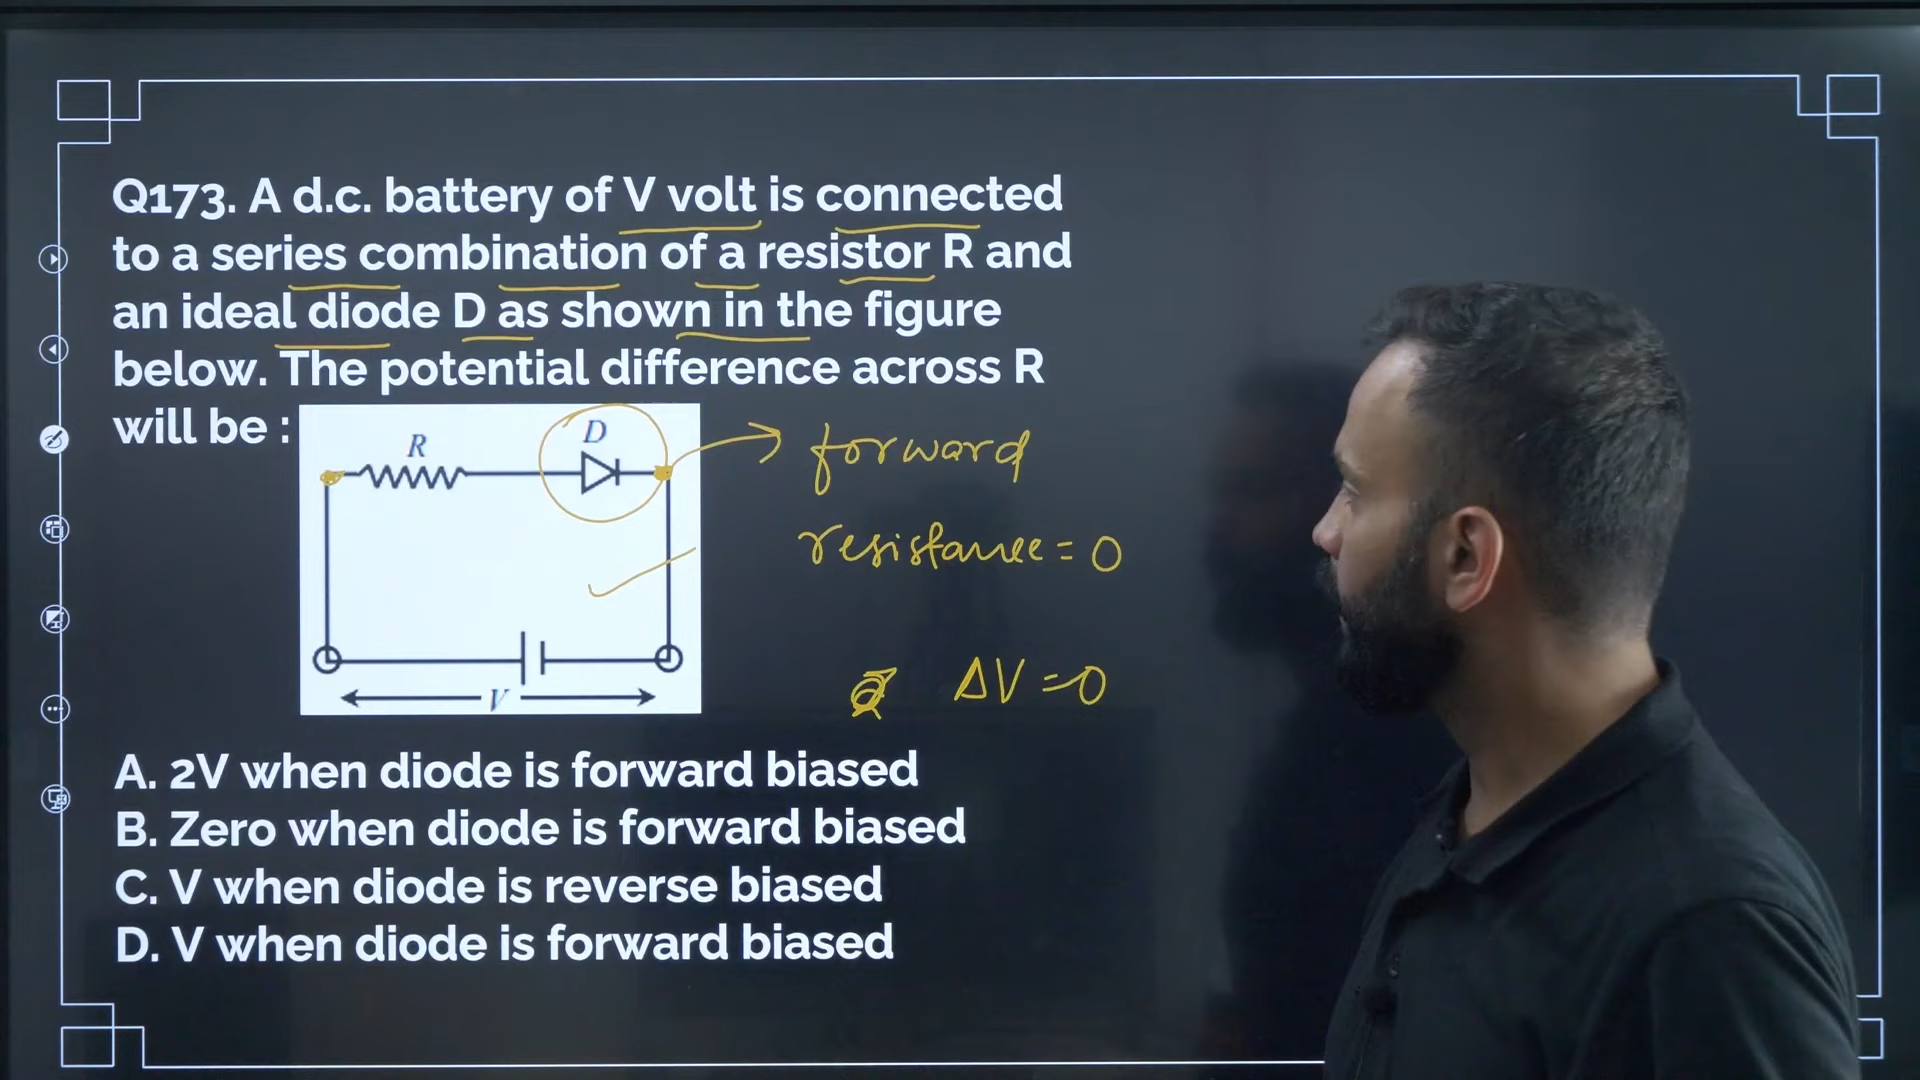 Q173. A d.c. battery of V volt is connected
to a series combination of a resistor R and
an ideal diode D as shown in the figure
below. The potential difference across R
will be :
R
D
V
forward
resistance = 0
ΔV = 0
A. 2V when diode is forward biased
B. Zero when diode is forward biased
C. V when diode is reverse biased
D. V when diode is forward biased